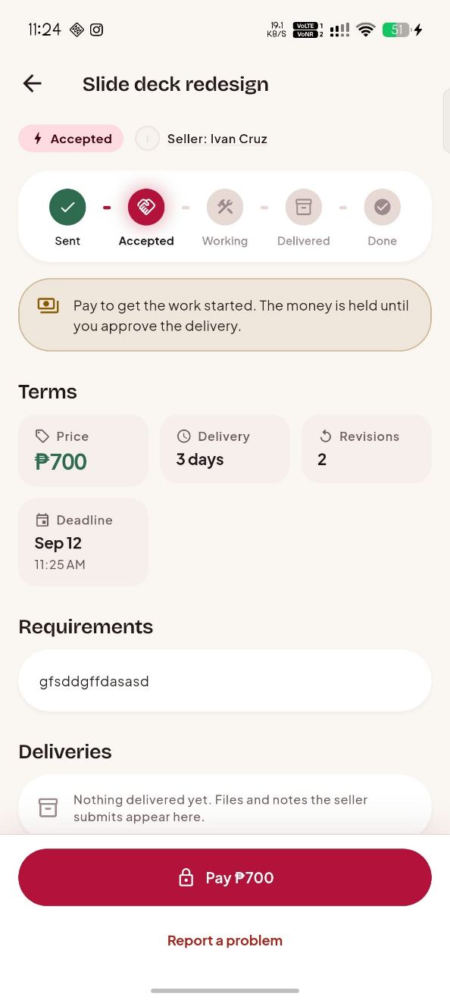 11:24
19.1
KB/S
VoLTE 1
VoNR 2
51
Slide deck redesign
Accepted
Seller: Ivan Cruz
Sent
Accepted
Working
Delivered
Done
Pay to get the work started. The money is held until
you approve the delivery.
Terms
Price
₱700
Delivery
3 days
Revisions
2
Deadline
Sep 12
11:25 AM
Requirements
gfsddgffdasasd
Deliveries
Nothing delivered yet. Files and notes the seller
submits appear here.
Pay ₱700
Report a problem